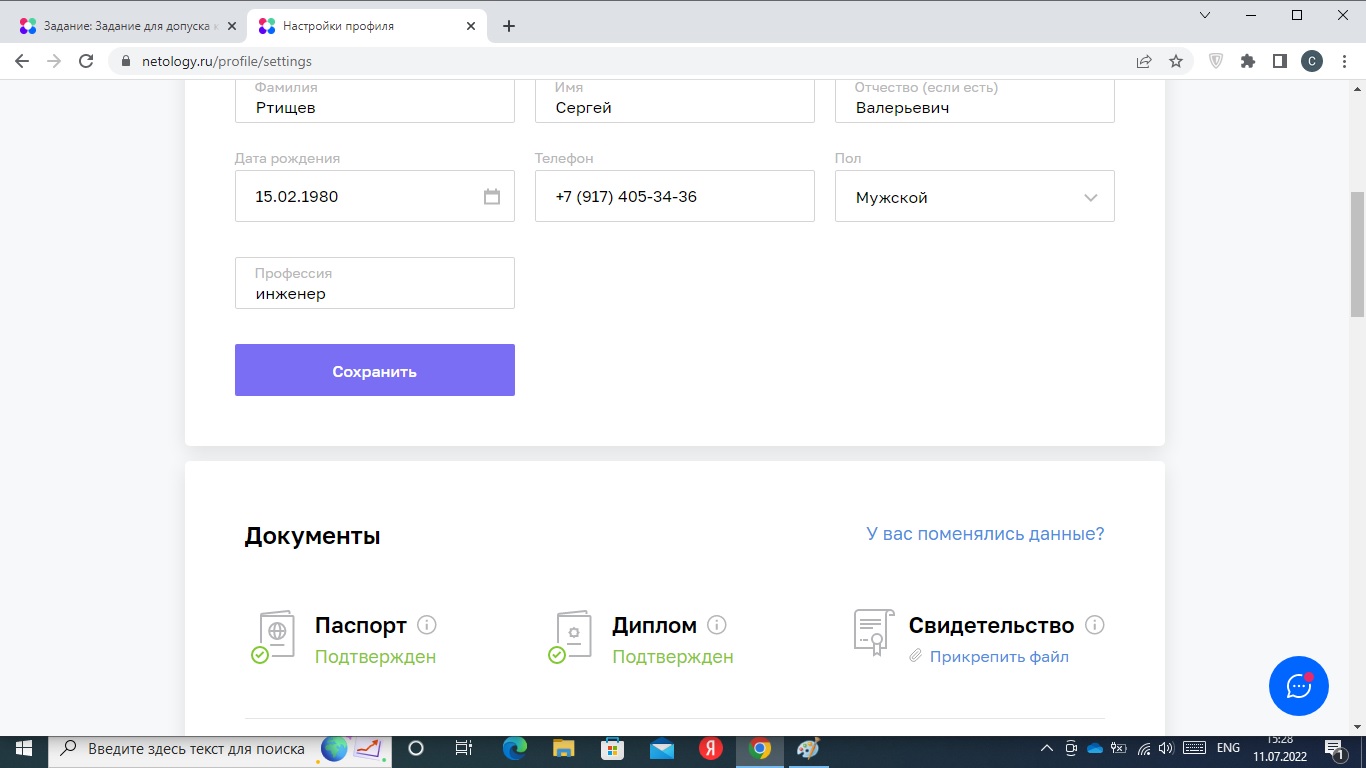 Задание: Задание для допуска к
Настройки профиля
netology.ru/profile/settings
C
Фамилия
Ртищев
Имя
Сергей
Отчество (если есть)
Валерьевич
Дата рождения
Телефон
Пол
15.02.1980
+7 (917) 405-34-36
Мужской
Профессия
инженер
Сохранить
Документы
У вас поменялись данные?
Паспорт
Подтвержден
Диплом
Подтвержден
Свидетельство
Прикрепить файл
Введите здесь текст для поиска
Я
ENG
15:28
11.07.2022
1